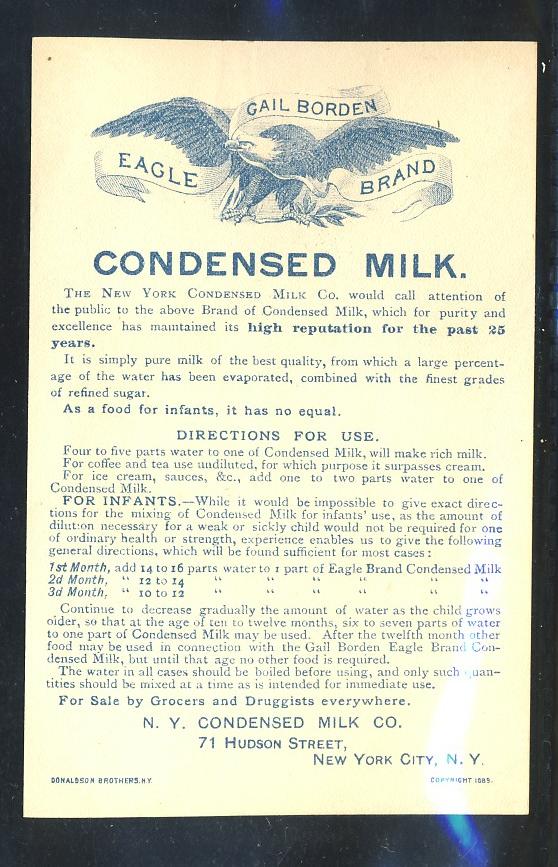 GAIL BORDEN
EAGLE
BRAND
CONDENSED MILK.
THE NEW YORK CONDENSED MILK CO. would call attention of
the public to the above Brand of Condensed Milk, which for purity and
excellence has maintained its high reputation for the past 25
years.
It is simply pure milk of the best quality, from which a large percent-
age of the water has been evaporated, combined with the finest grades
of refined sugar.
As a food for infants, it has no equal.
DIRECTIONS FOR USE.
Four to five parts water to one of Condensed Milk, will make rich milk.
For coffee and tea use undiluted, for which purpose it surpasses cream.
For ice cream, sauces, &c., add one to two parts water to one of
Condensed Milk.
FOR INFANTS.—While it would be impossible to give exact direc-
tions for the mixing of Condensed Milk for infants' use, as the amount of
dilution necessary for a weak or sickly child would not be required for one
of ordinary health or strength, experience enables us to give the following
general directions, which will be found sufficient for most cases:
1st Month, add 14 to 16 parts water to 1 part of Eagle Brand Condensed Milk
2d Month, " 12 to 14 " " " " " "
3d Month, " 10 to 12 " " " " " "
Continue to decrease gradually the amount of water as the child grows
older, so that at the age of ten to twelve months, six to seven parts of water
to one part of Condensed Milk may be used. After the twelfth month other
food may be used in connection with the Gail Borden Eagle Brand Con-
densed Milk, but until that age no other food is required.
The water in all cases should be boiled before using, and only such quan-
tities should be mixed at a time as is intended for immediate use.
For Sale by Grocers and Druggists everywhere.
N. Y. CONDENSED MILK CO.
71 HUDSON STREET,
NEW YORK CITY, N. Y.
DONALDSON BROTHERS. N.Y.
COPYRIGHT 1885.